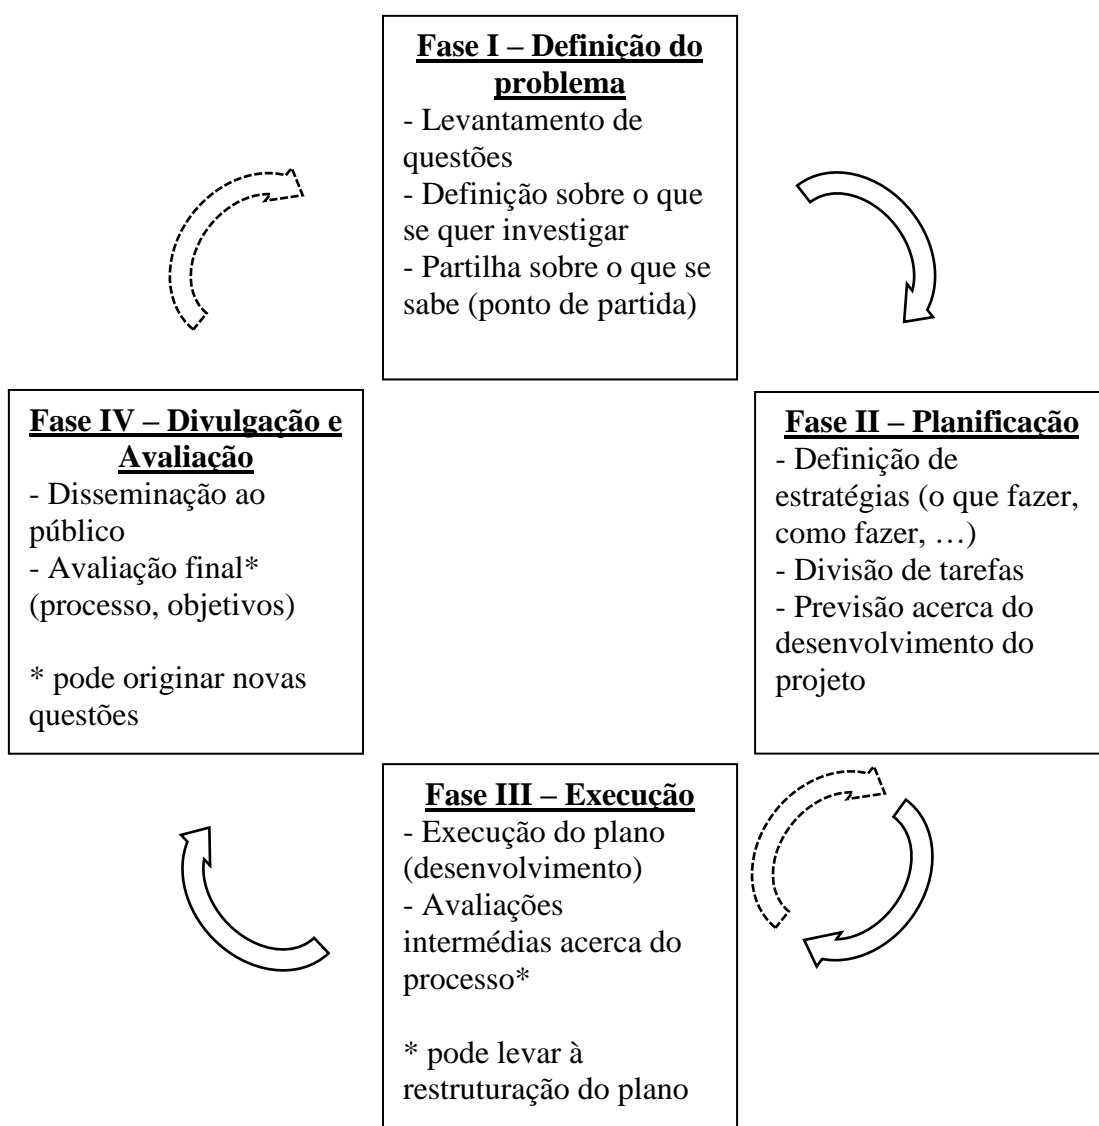 Fase I – Definição do
problema
- Levantamento de
questões
- Definição sobre o que
se quer investigar
- Partilha sobre o que se
sabe (ponto de partida)
Fase II – Planificação
- Definição de
estratégias (o que fazer,
como fazer, …)
- Divisão de tarefas
- Previsão acerca do
desenvolvimento do
projeto
Fase III – Execução
- Execução do plano
(desenvolvimento)
- Avaliações
intermédias acerca do
processo*
* pode levar à
restruturação do plano
Fase IV – Divulgação e
Avaliação
- Disseminação ao
público
- Avaliação final*
(processo, objetivos)
* pode originar novas
questões